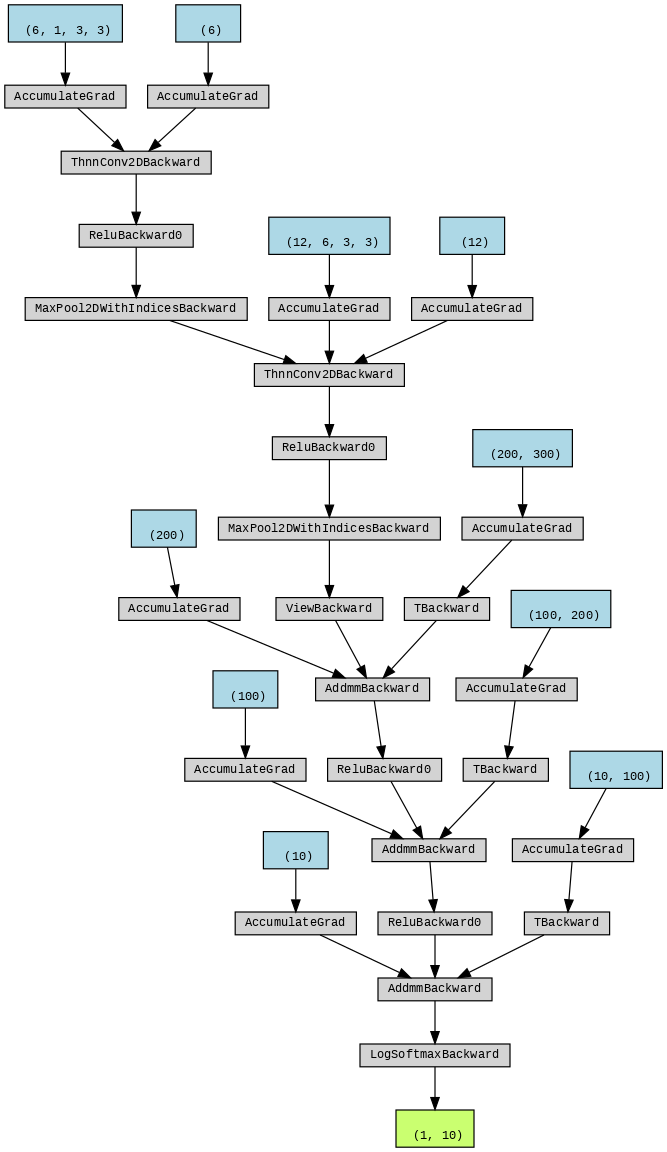 (6, 1, 3, 3)
(6)
AccumulateGrad
AccumulateGrad
ThnnConv2DBackward
ReluBackward0
(12, 6, 3, 3)
(12)
MaxPool2DWithIndicesBackward
AccumulateGrad
AccumulateGrad
ThnnConv2DBackward
ReluBackward0
(200, 300)
(200)
MaxPool2DWithIndicesBackward
AccumulateGrad
AccumulateGrad
ViewBackward
TBackward
(100, 200)
(100)
AddmmBackward
AccumulateGrad
AccumulateGrad
ReluBackward0
TBackward
(10, 100)
(10)
AddmmBackward
AccumulateGrad
AccumulateGrad
ReluBackward0
TBackward
AddmmBackward
LogSoftmaxBackward
(1, 10)